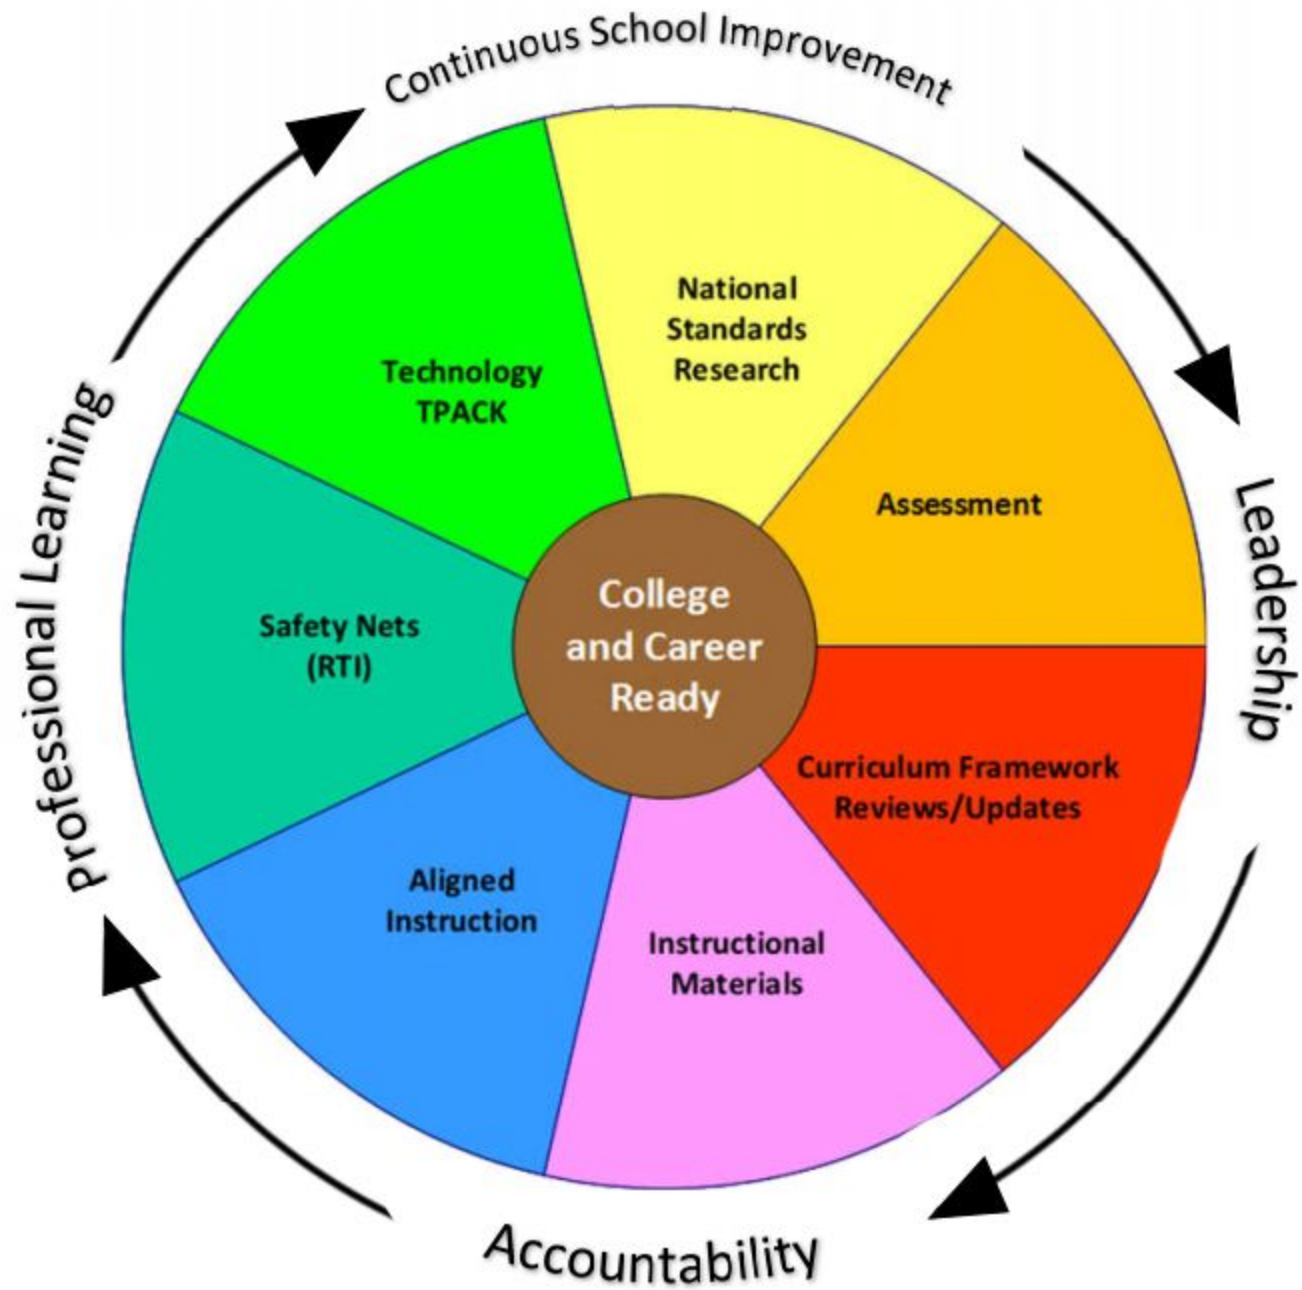 Continuous School Improvement
National
Standards
Research
Technology
TPACK
Assessment
Leadership
Professional Learning
College
and Career
Ready
Safety Nets
(RTI)
Curriculum Framework
Reviews/Updates
Aligned
Instruction
Instructional
Materials
Accountability